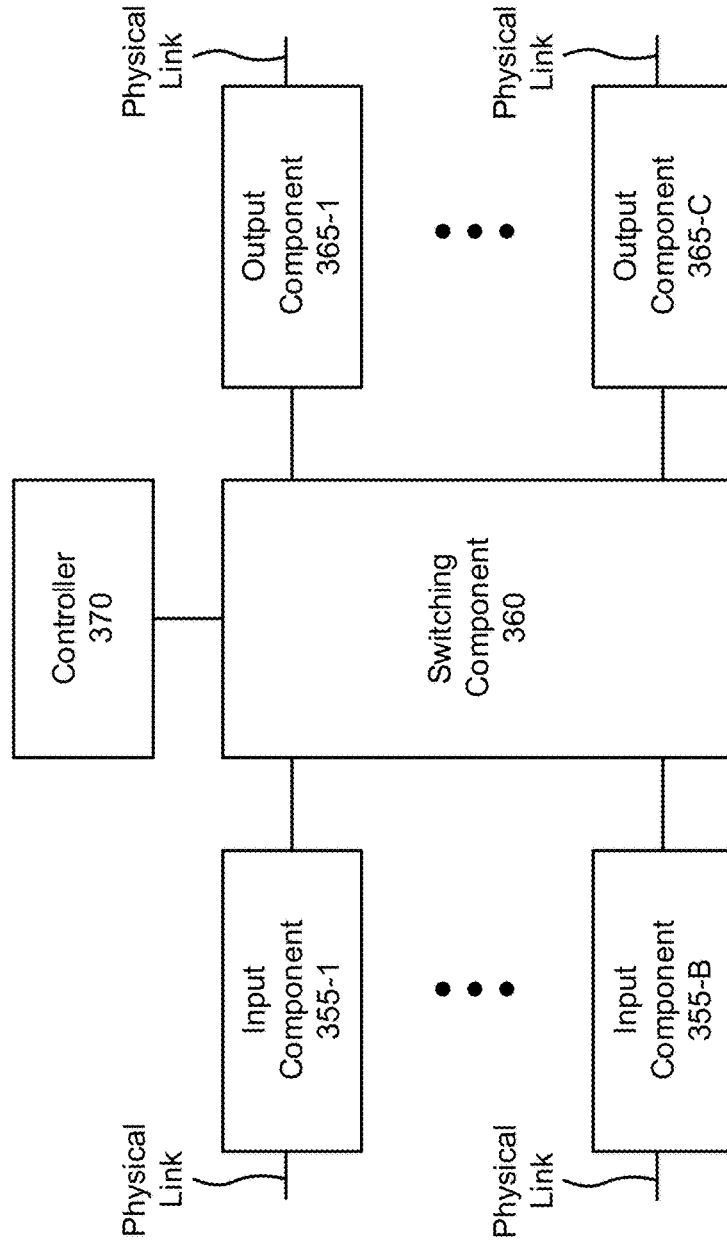 Controller
370
Physical
Link
Input
Component
355-1
Switching
Component
360
Output
Component
365-1
Physical
Link
Physical
Link
Input
Component
355-B
Output
Component
365-C
Physical
Link